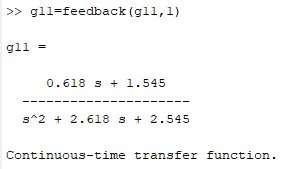 >> g11=feedback(g11,1)
g11 =
0.618 s + 1.545
---------------------
s^2 + 2.618 s + 2.545
Continuous-time transfer function.